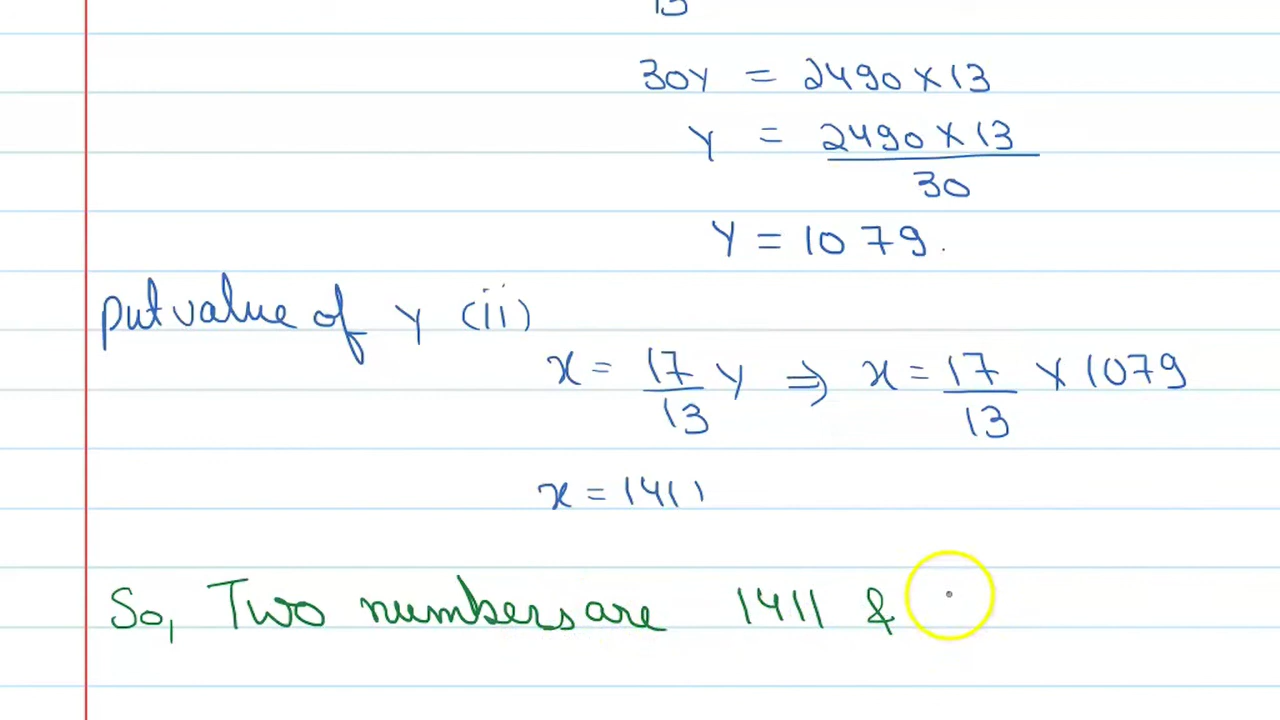 13
30Y = 2490 × 13
Y = 2490 × 13
30
Y = 1079.
Put value of Y (ii)
x = 17/13 Y ⇒ x = 17/13 × 1079
x = 1411
So, Two numbers are 1411 &